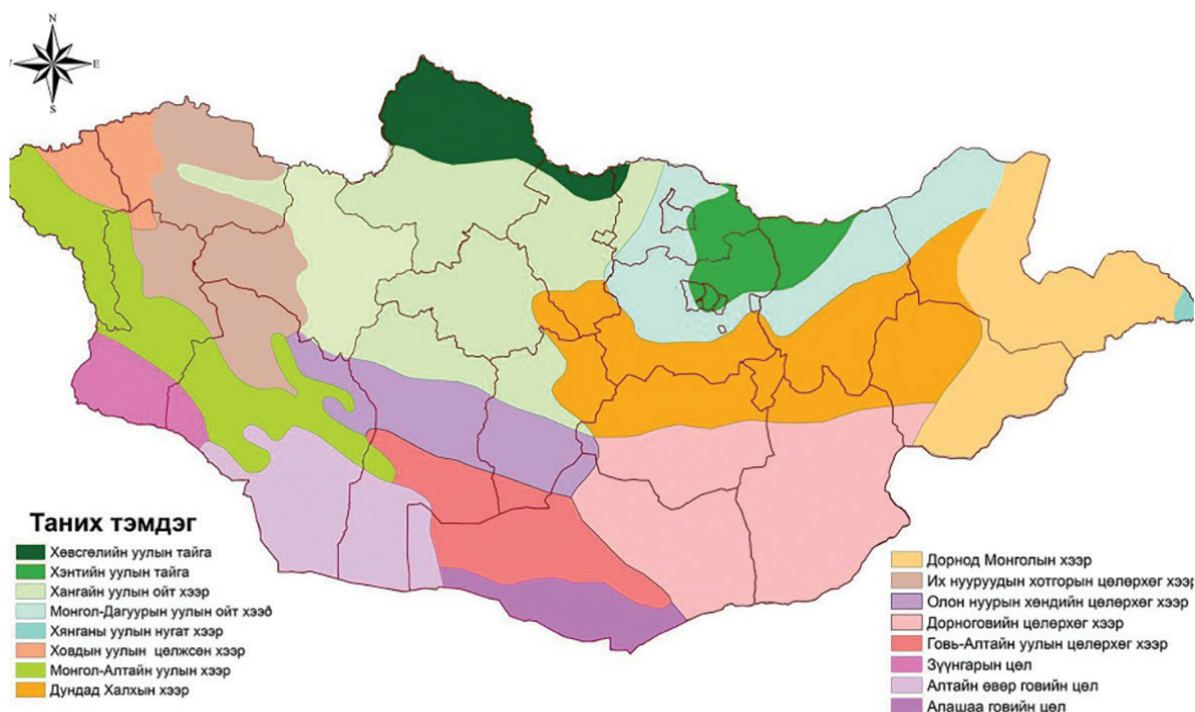 N
E
S
Таних тэмдэг
Хөвсгөлийн уулын тайга
Хэнтийн уулын тайга
Хангайн уулын ойт хээр
Монгол-Дагуурын уулын ойт хээр
Хянганы уулын нугат хээр
Ховдын уулын цөлжсөн хээр
Монгол-Алтайн уулын хээр
Дундад Халхын хээр
Дорнод Монголын хээр
Их нууруудын хотгорын цөлөрхөг хээр
Олон нуурын хөндийн цөлөрхөг хээр
Дорноговийн цөлөрхөг хээр
Говь-Алтайн уулын цөлөрхөг хээр
Зүүнгарын цөл
Алтайн өвөр говийн цөл
Алашаа говийн цөл